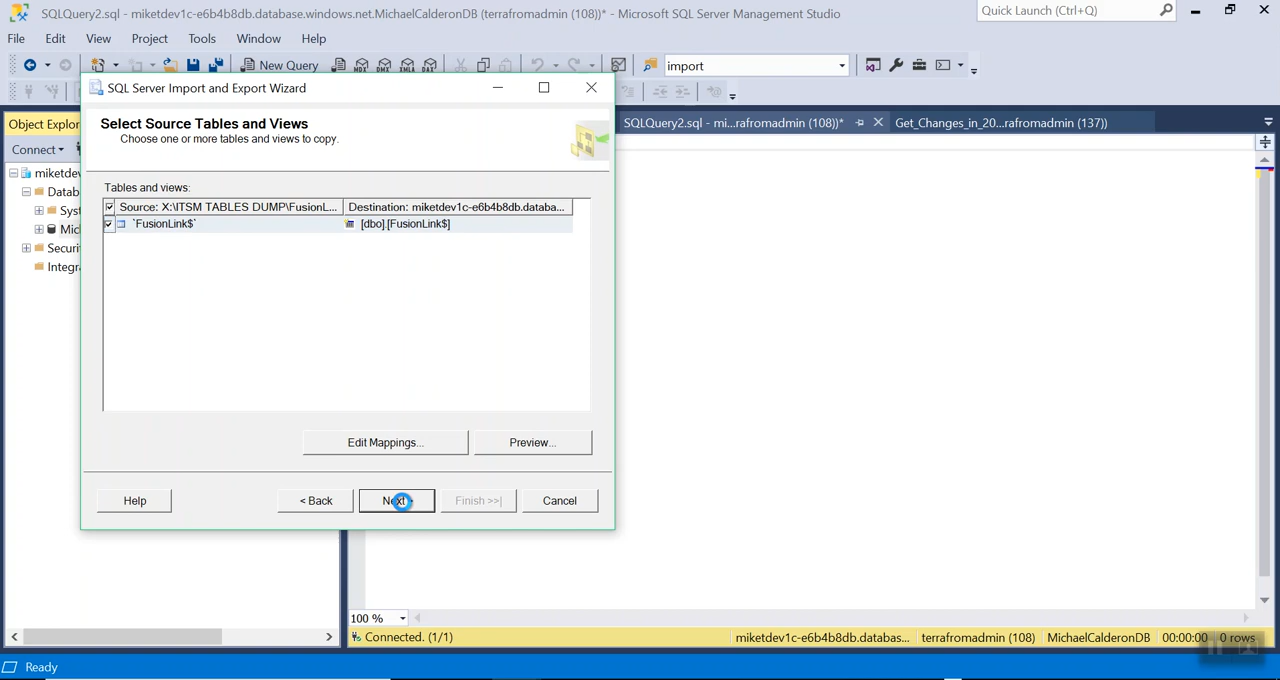 SQLQuery2.sql - miketdev1c-e6b4b8db.database.windows.net.MichaelCalderonDB (terrafromadmin (108))* - Microsoft SQL Server Management Studio
Quick Launch (Ctrl+Q)
File Edit View Project Tools Window Help
New Query
import
SQL Server Import and Export Wizard
Object Explor
SQLQuery2.sql - mi...rafromadmin (108))*
Get_Changes_in_20...rafromadmin (137))
Select Source Tables and Views
Choose one or more tables and views to copy.
Connect
miketdev
Datab
Syst
Mic
Securi
Integra
Tables and views:
Source: X:\ITSM TABLES DUMP\FusionL...
Destination: miketdev1c-e6b4b8db.databa...
`FusionLink$`
[dbo].[FusionLink$]
Edit Mappings...
Preview...
Help
< Back
Next
Finish >>|
Cancel
100 %
Connected. (1/1)
miketdev1c-e6b4b8db.databas...
terrafromadmin (108)
MichaelCalderonDB
00:00:00
0 rows
Ready